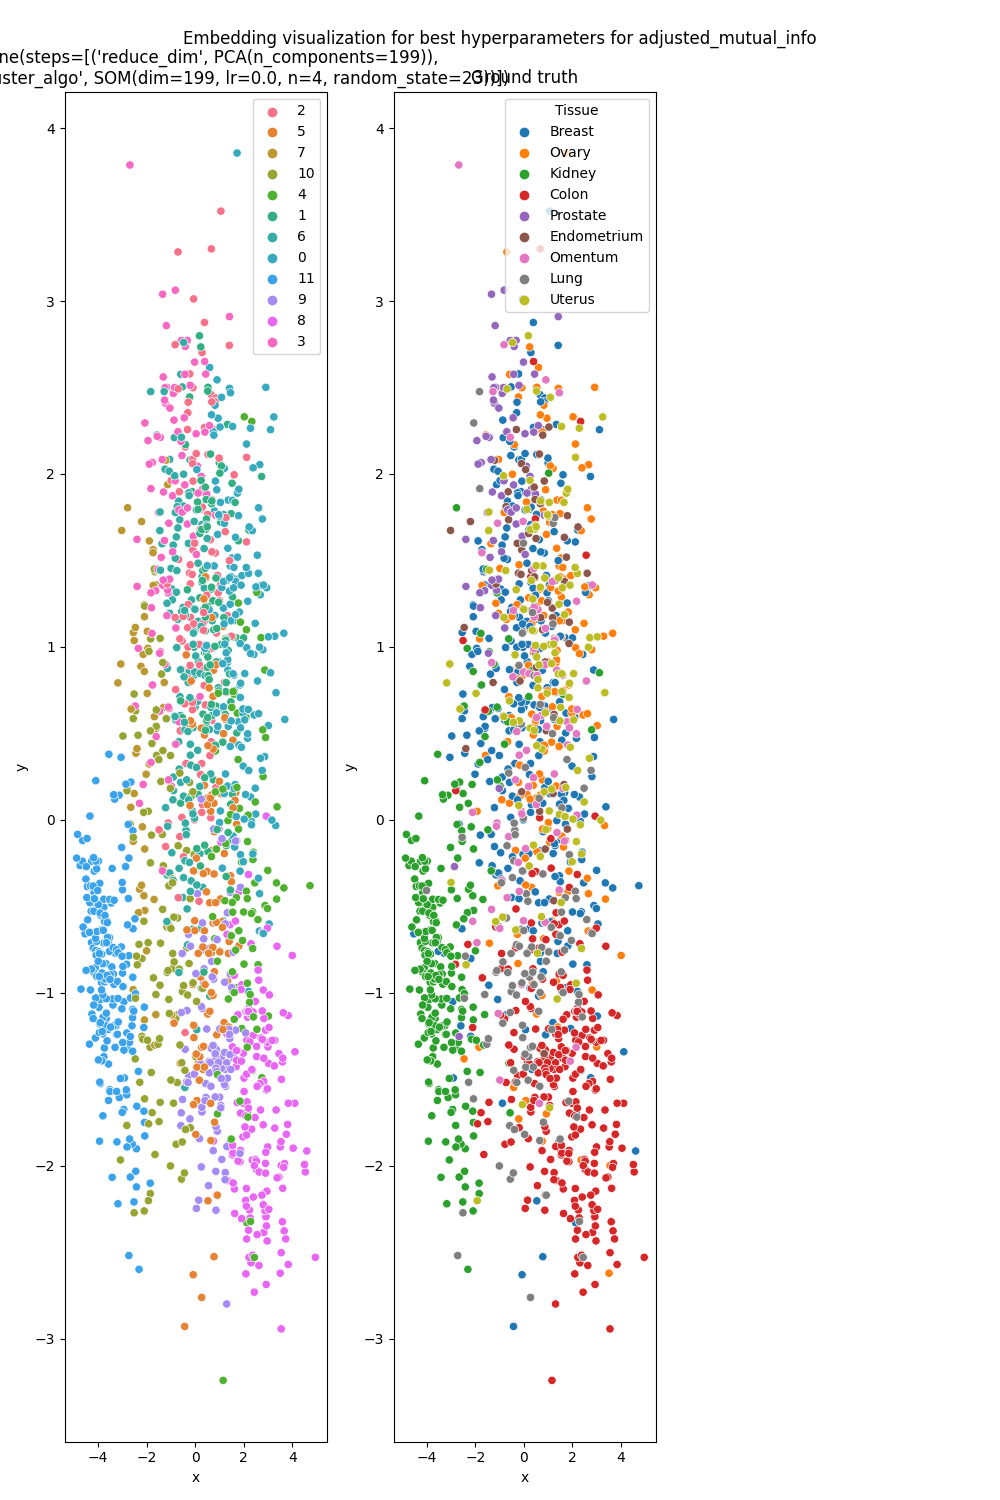 Embedding visualization for best hyperparameters for adjusted_mutual_info
ne(steps=[('reduce_dim', PCA(n_components=199)),
uster_algo', SOM(dim=199, lr=0.0, n=4, random_state=23))])
Ground truth
2
5
7
10
4
1
6
0
11
9
8
3
Tissue
Breast
Ovary
Kidney
Colon
Prostate
Endometrium
Omentum
Lung
Uterus
4
3
2
1
0
−1
−2
−3
y
−4
−2
0
2
4
x
4
3
2
1
0
−1
−2
−3
y
−4
−2
0
2
4
x